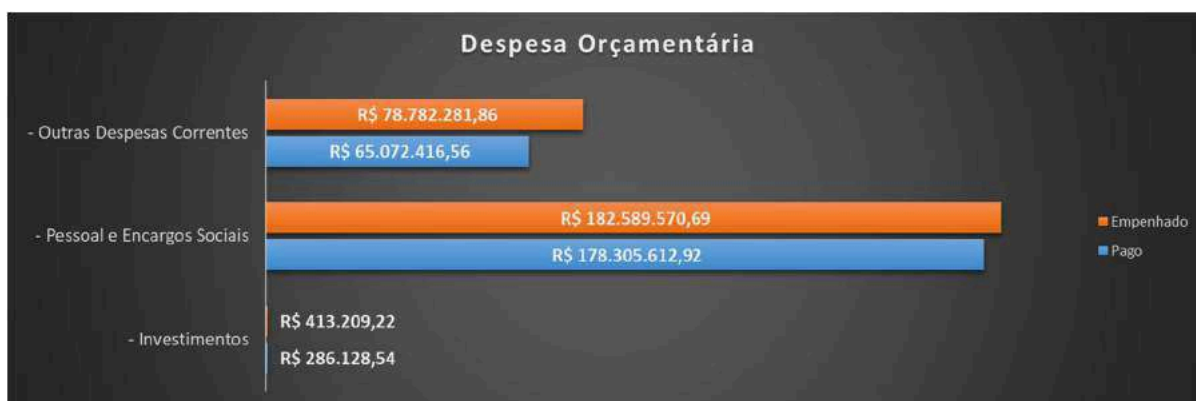 Despesa Orçamentária
- Outras Despesas Correntes
R$ 78.782.281,86
R$ 65.072.416,56
- Pessoal e Encargos Sociais
R$ 182.589.570,69
R$ 178.305.612,92
- Investimentos
R$ 413.209,22
R$ 286.128,54
Empenhado
Pago